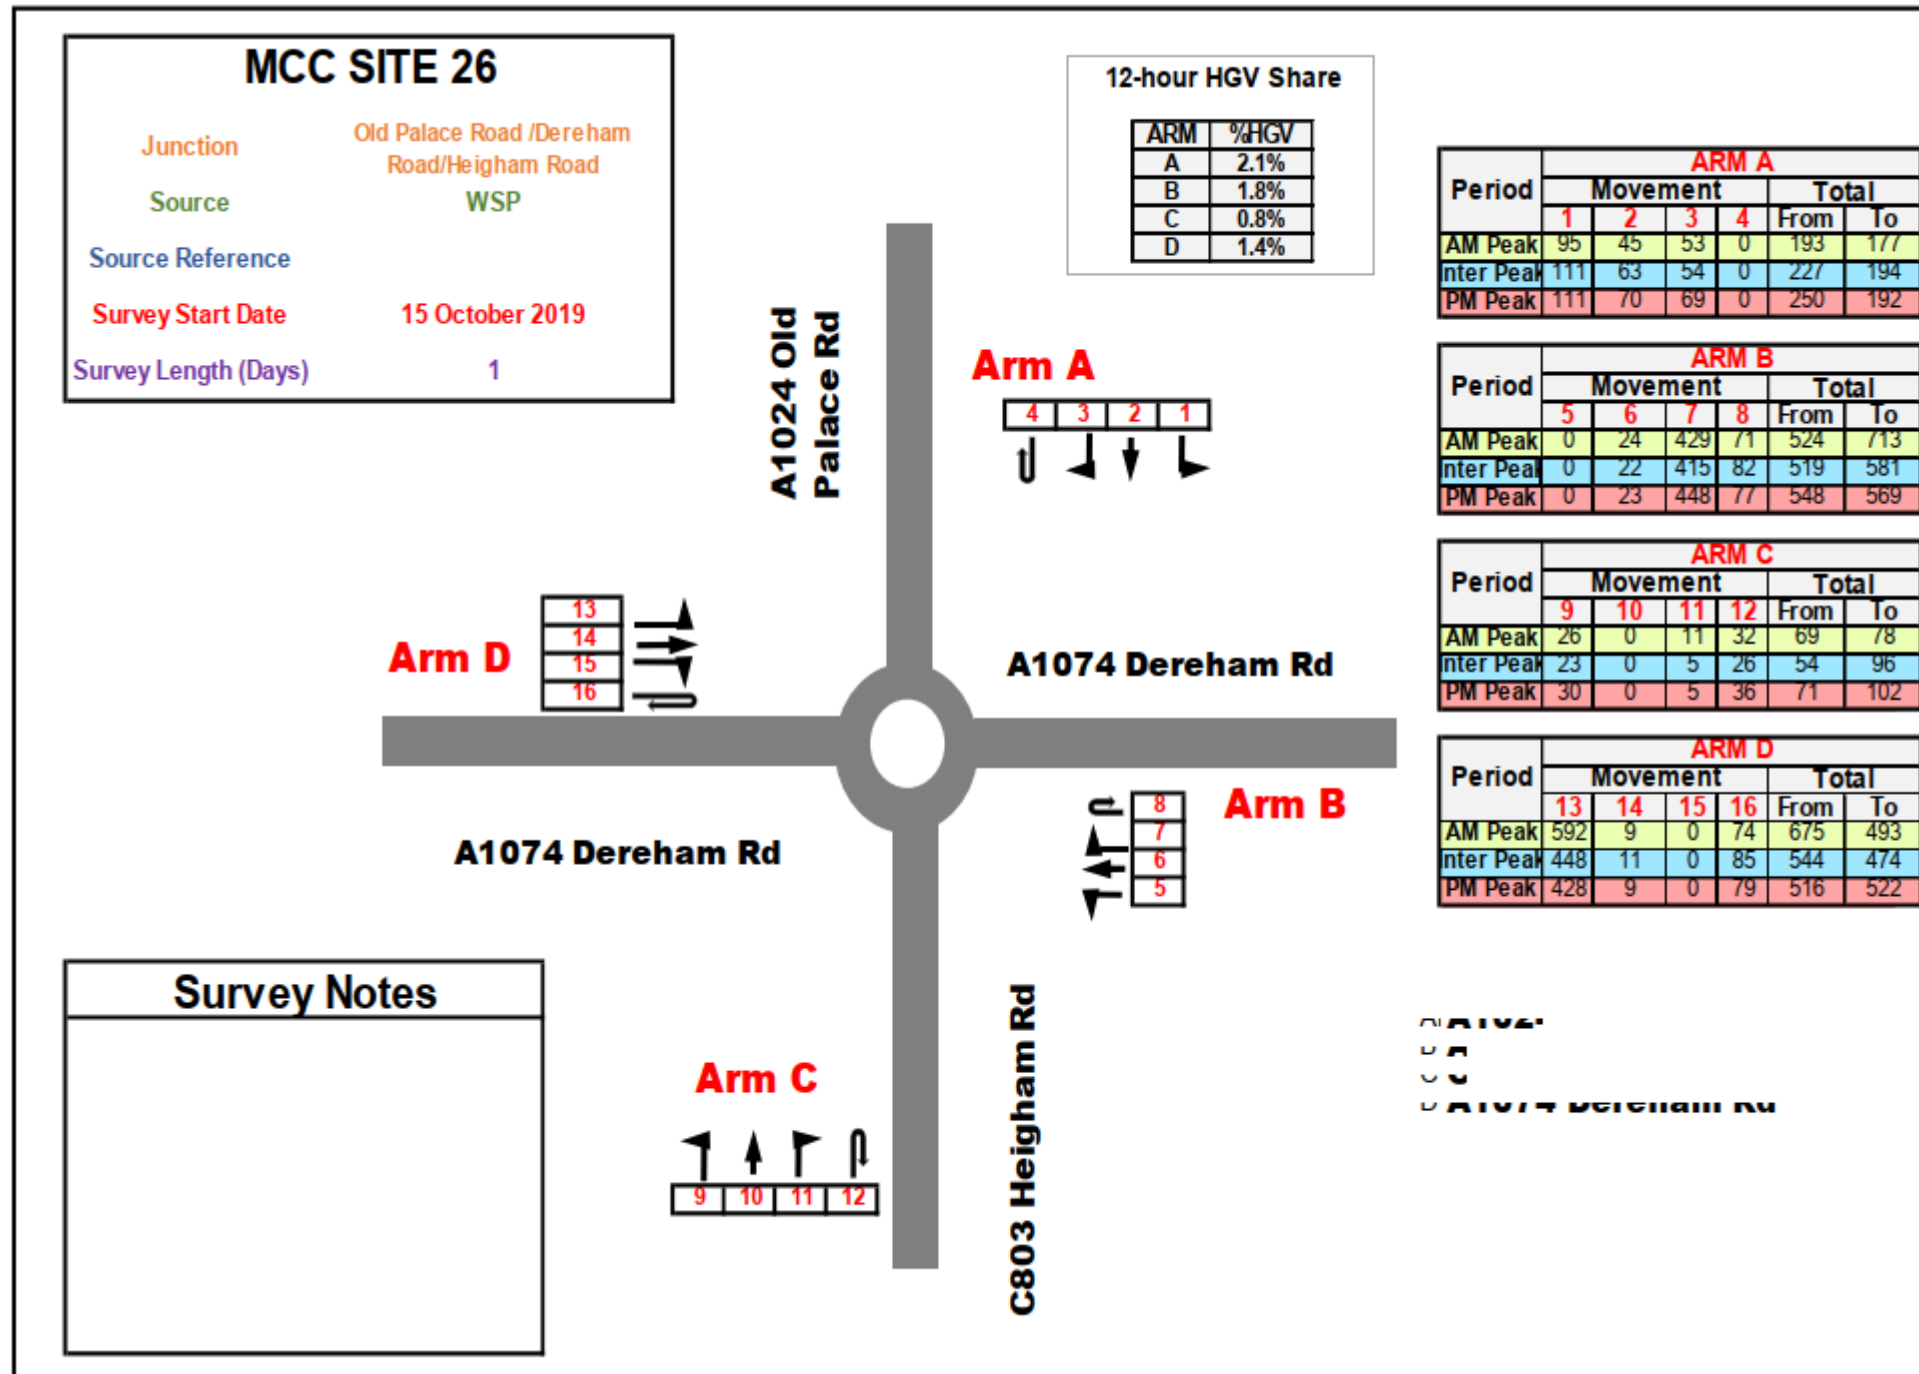 MCC SITE 26
Junction
Old Palace Road /Dereham
Road/Heigham Road
Source WSP
Source Reference
Survey Start Date 15 October 2019
Survey Length (Days) 1
12-hour HGV Share
ARM %HGV
A 2.1%
B 1.8%
C 0.8%
D 1.4%
A1024 Old
Palace Rd
Arm A
4 3 2 1
Arm D
13
14
15
16
A1074 Dereham Rd
A1074 Dereham Rd
Arm B
8
7
6
5
Arm C
9 10 11 12
C803 Heigham Rd
Survey Notes
ARM A
Period Movement Total
1 2 3 4 From To
AM Peak 95 45 53 0 193 177
nter Peak 111 63 54 0 227 194
PM Peak 111 70 69 0 250 192
ARM B
Period Movement Total
5 6 7 8 From To
AM Peak 0 24 429 71 524 713
nter Peak 0 22 415 82 519 581
PM Peak 0 23 448 77 548 569
ARM C
Period Movement Total
9 10 11 12 From To
AM Peak 26 0 11 32 69 78
nter Peak 23 0 5 26 54 96
PM Peak 30 0 5 36 71 102
ARM D
Period Movement Total
13 14 15 16 From To
AM Peak 592 9 0 74 675 493
nter Peak 448 11 0 85 544 474
PM Peak 428 9 0 79 516 522
A1074 Dereham Rd